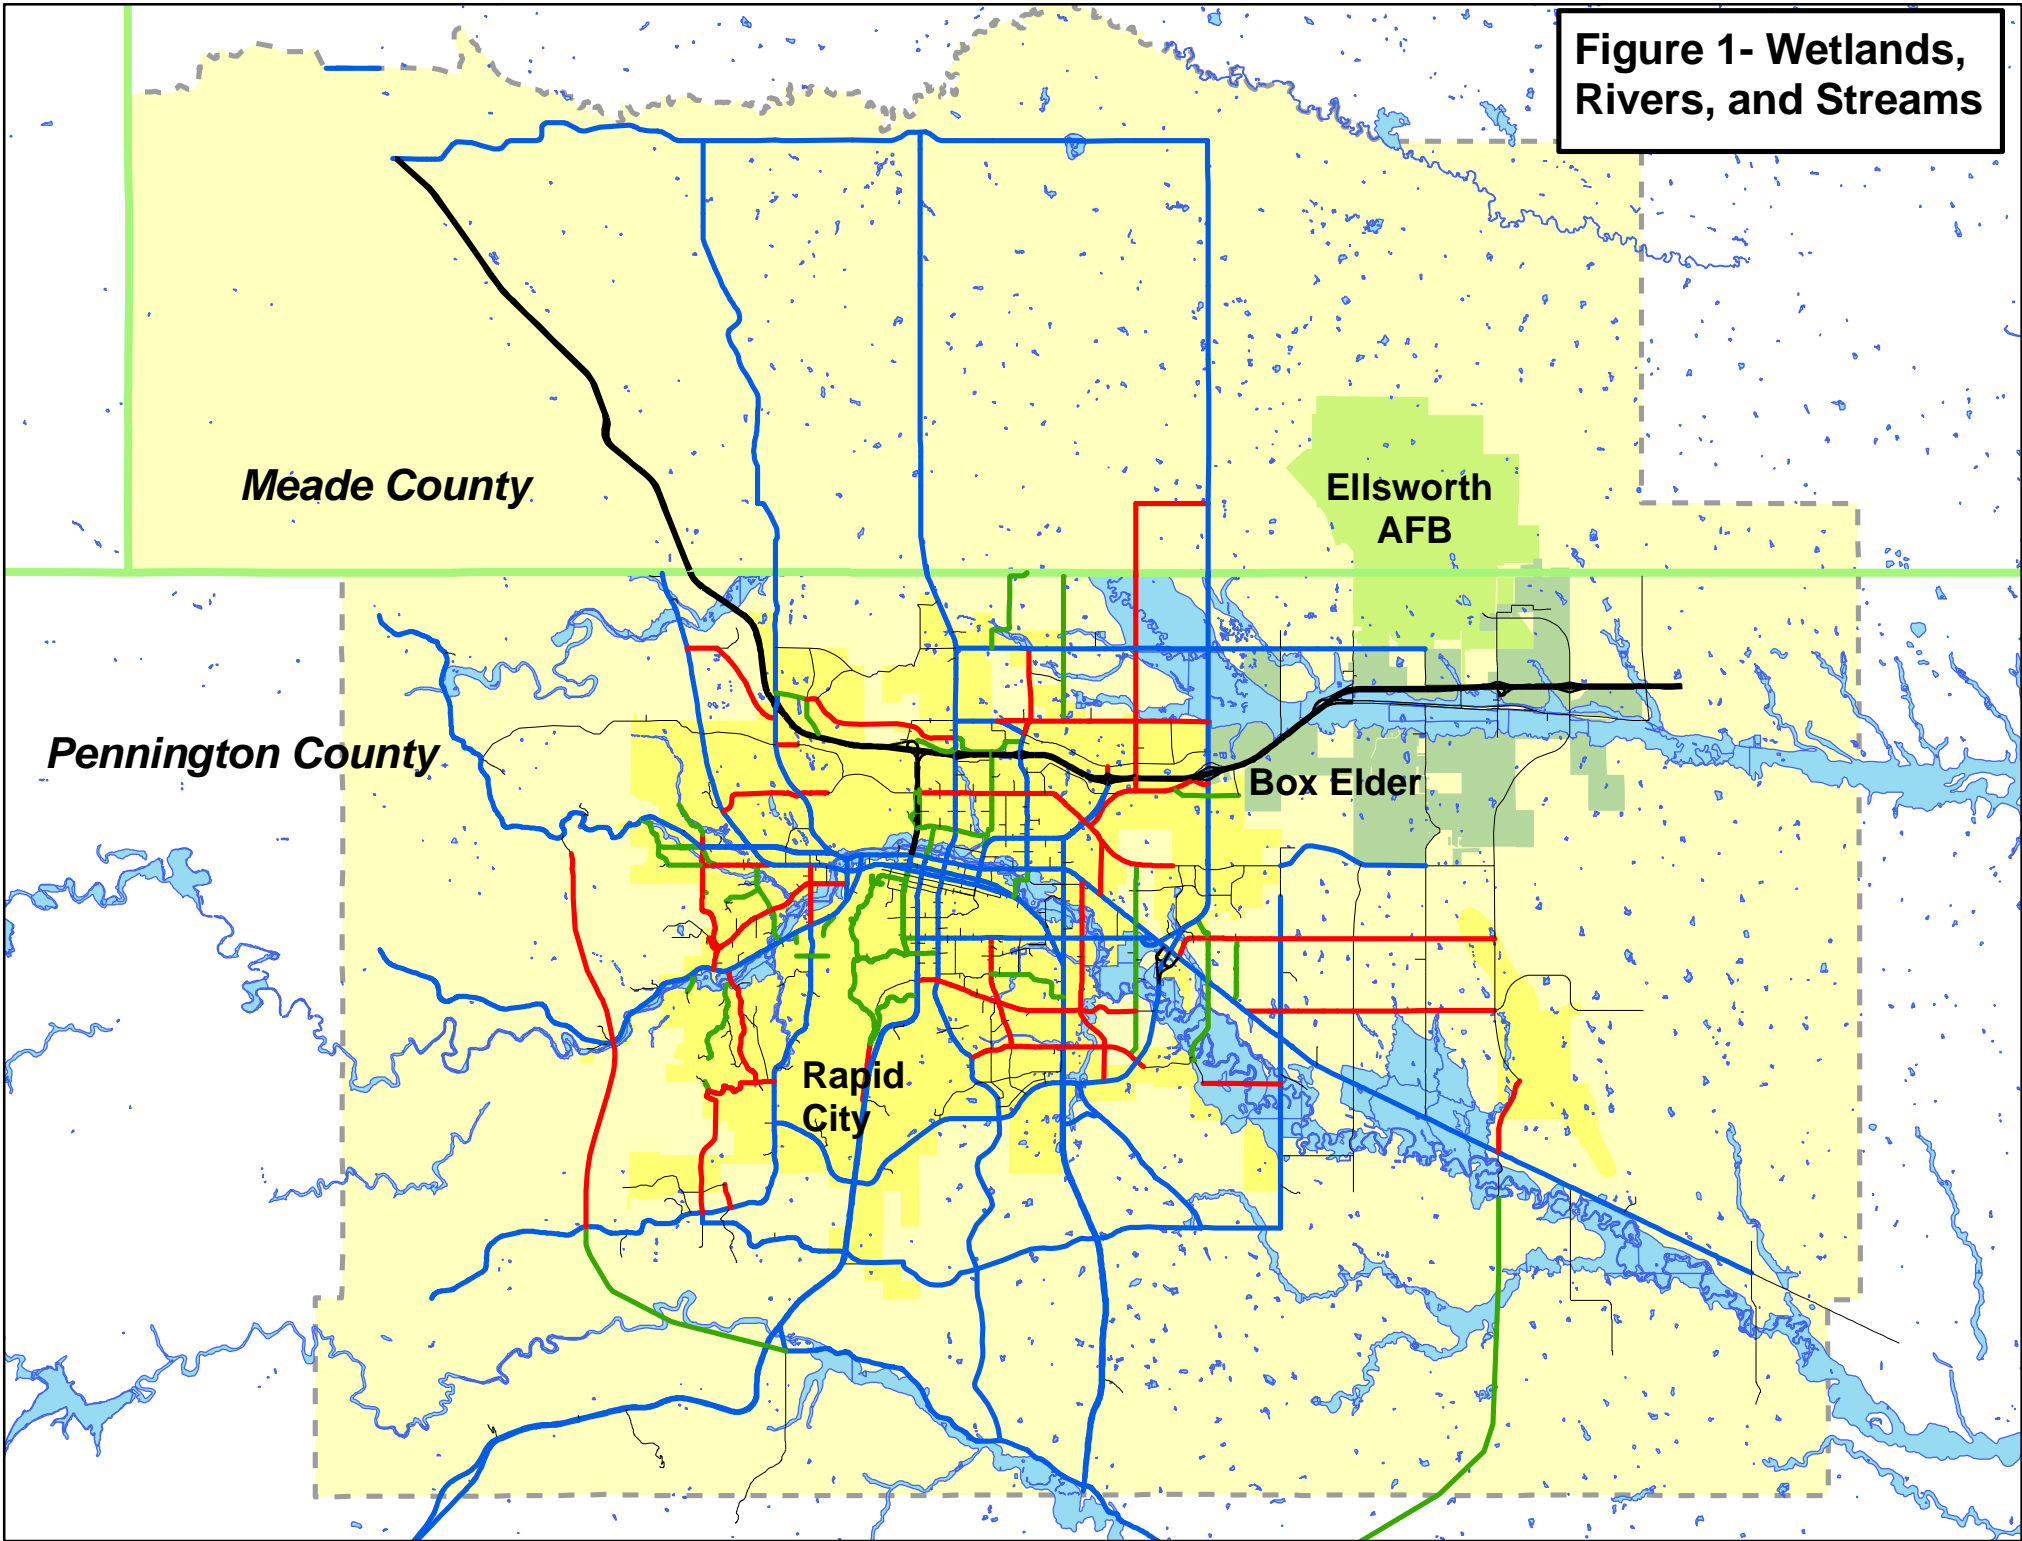 Figure 1- Wetlands,
Rivers, and Streams
Meade County
Ellsworth
AFB
Pennington County
Box Elder
Rapid
City